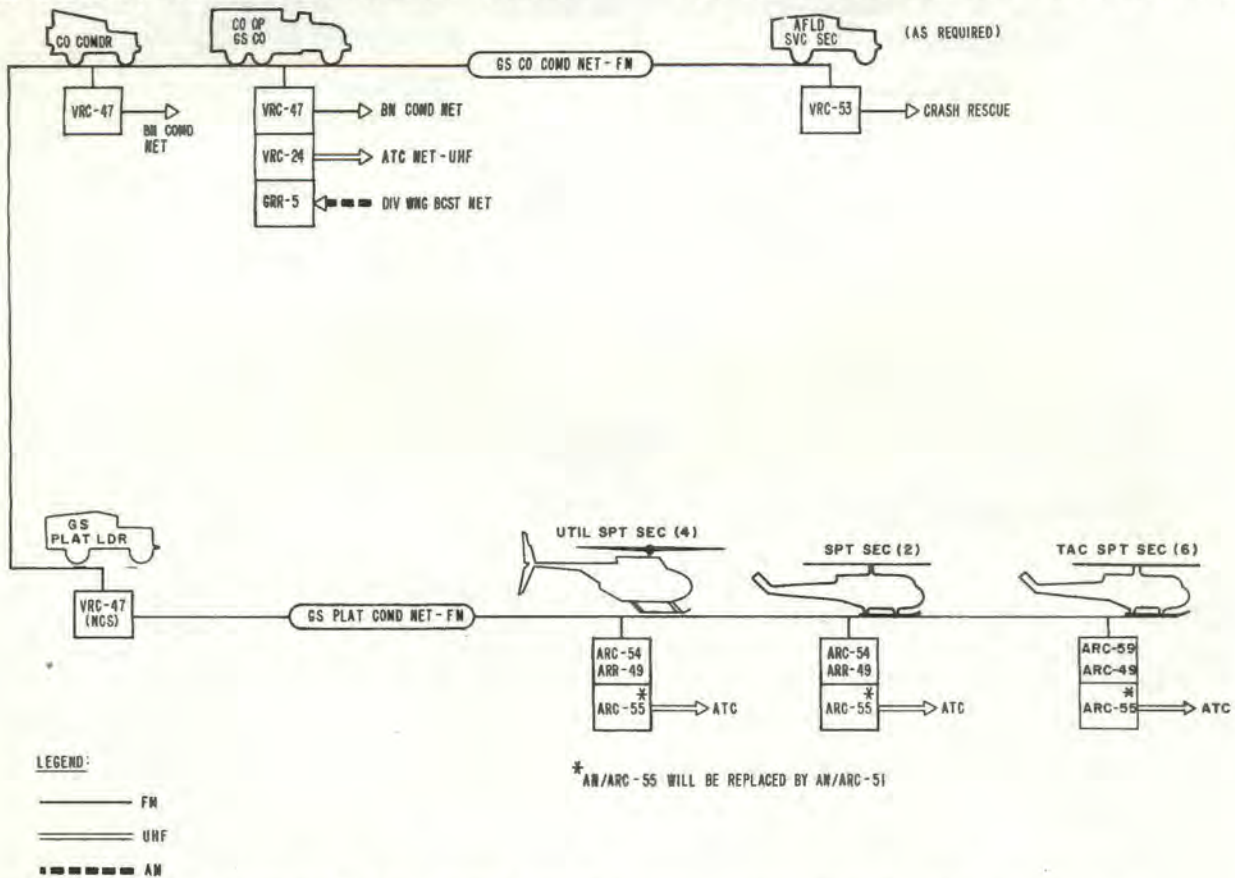 CO COMDR
CO OP
GS CO
GS CO COMD NET-FM
AFLD
SVC SEC
(AS REQUIRED)
VRC-47
BN COMD
NET
VRC-47
BN COMD NET
VRC-24
ATC NET-UHF
GRR-5
DIV WNG BCST NET
VRC-53
CRASH RESCUE
GS
PLAT LDR
VRC-47
(NCS)
GS PLAT COMD NET-FM
UTIL SPT SEC (4)
SPT SEC (2)
TAC SPT SEC (6)
ARC-54
ARR-49
*
ARC-55
ATC
ARC-54
ARR-49
*
ARC-55
ATC
ARC-59
ARC-49
*
ARC-55
ATC
*AN/ARC-55 WILL BE REPLACED BY AN/ARC-51
LEGEND:
FM
UHF
AM